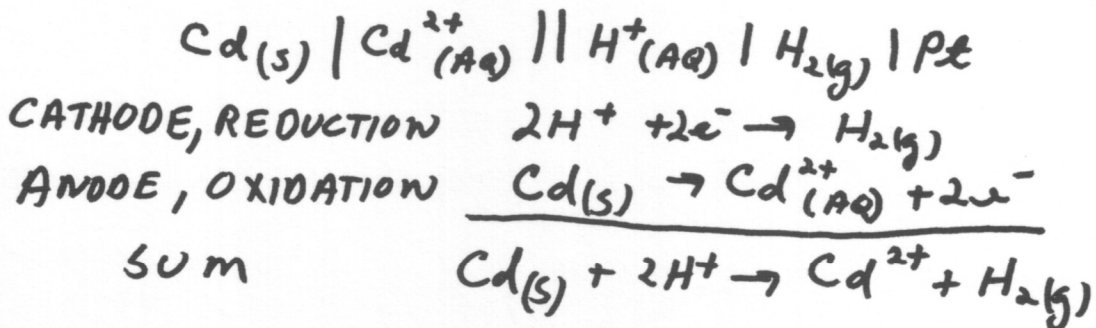 Cd(s) | Cd²⁺(AQ) || H⁺(AQ) | H₂(g) | Pt
CATHODE, REDUCTION 2H⁺ + 2e⁻ → H₂(g)
ANODE, OXIDATION Cd(s) → Cd²⁺(AQ) + 2e⁻
SUM Cd(s) + 2H⁺ → Cd²⁺ + H₂(g)